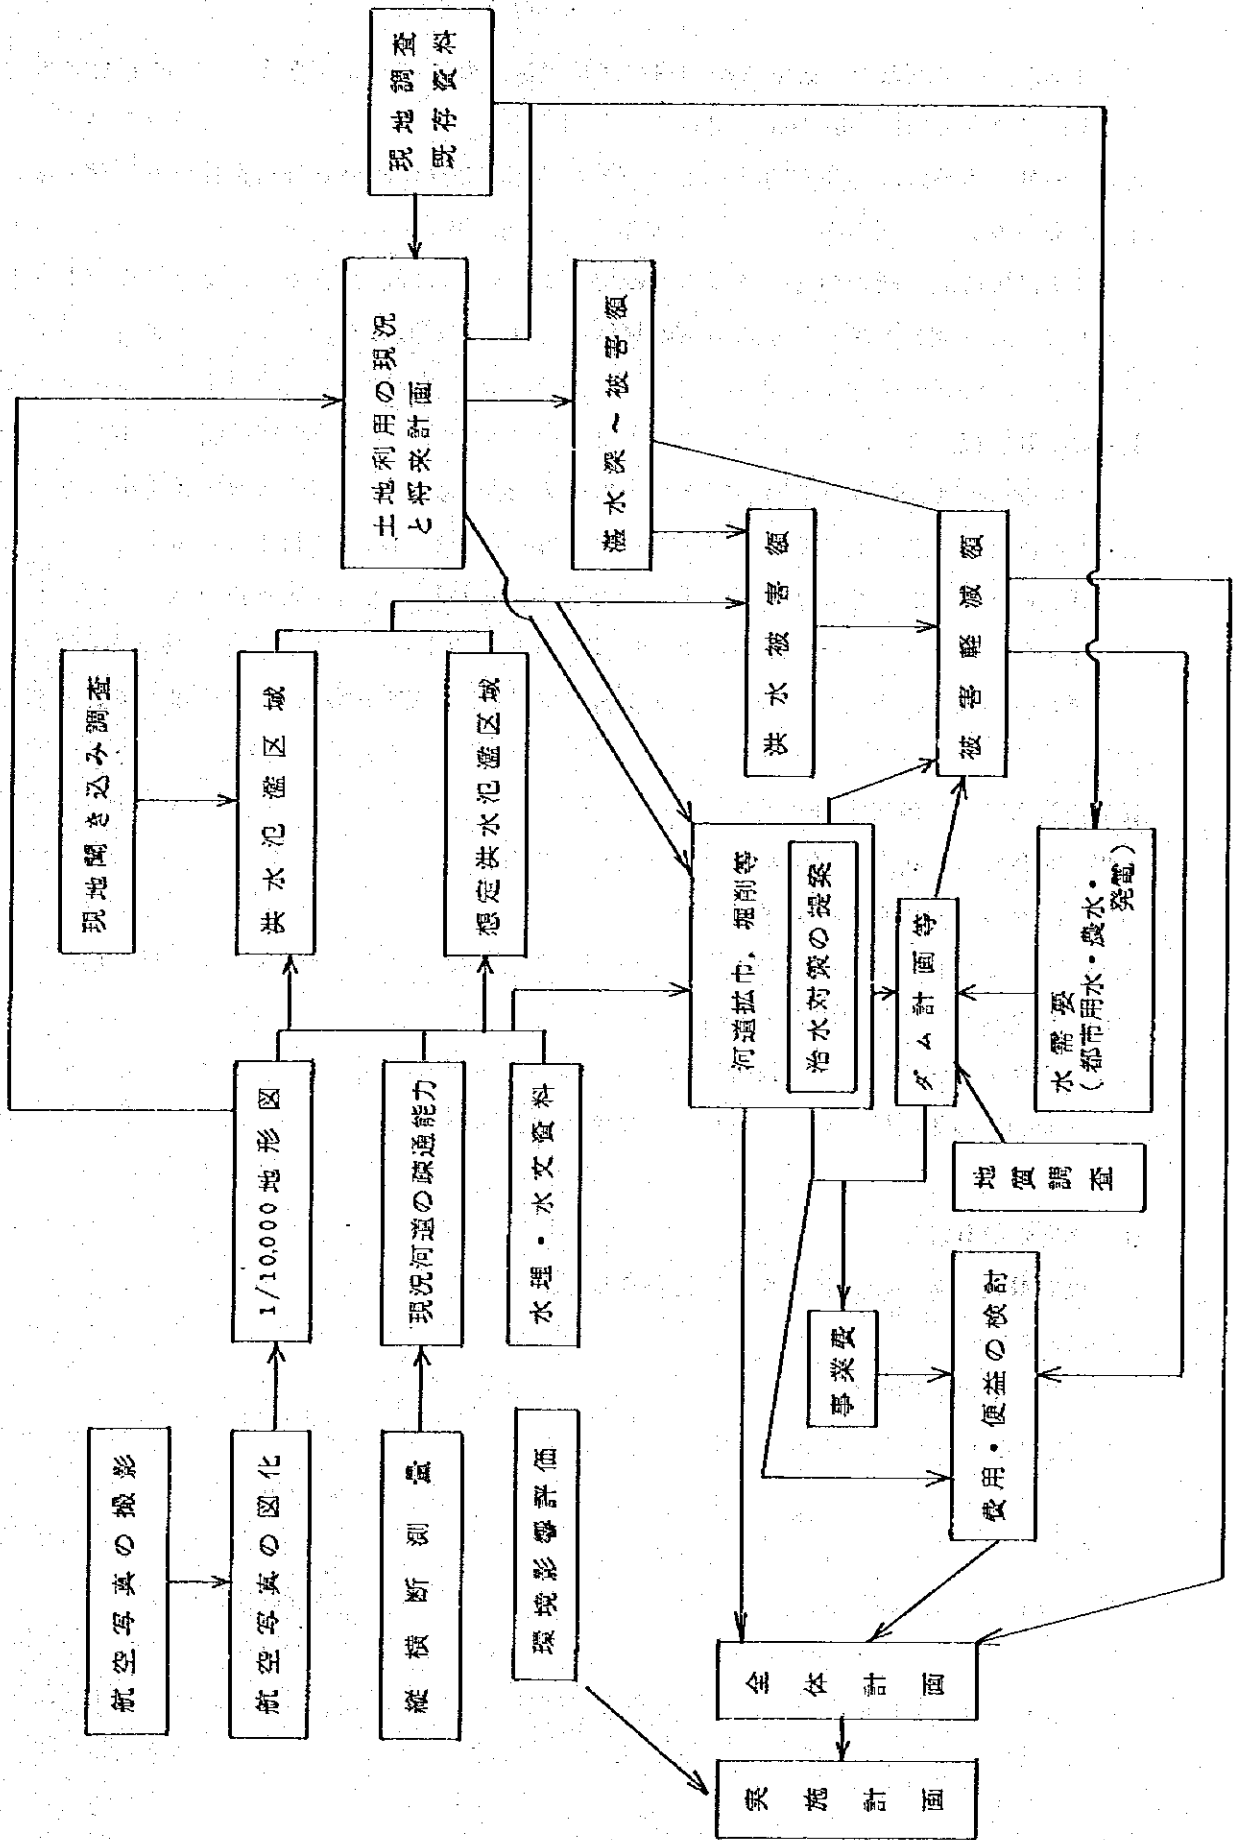 航空写真の撮影
航空写真の図化
縦横断測量
環境影響評価
1/10,000地形図
現況河道の疎通能力
水理・水文資料
現地聞き込み調査
洪水氾濫区域
想定洪水氾濫区域
土地利用の現況
と将来計画
現地調査
既存資料
湛水深～被害額
洪水被害額
被害軽減額
河道拡巾,堀削等
治水対策の提案
ダム計画等
水需要
(都市用水・農水・
発電)
地質調査
事業費
費用・便益の検討
全体計画
実施計画